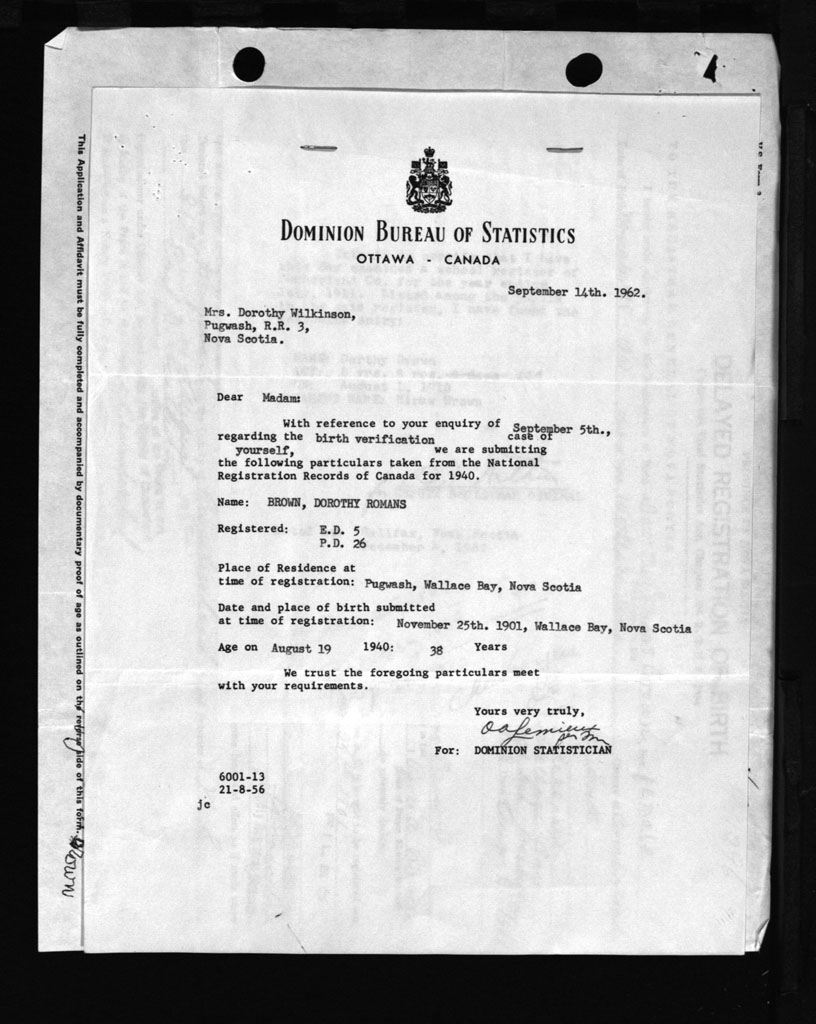 DOMINION BUREAU OF STATISTICS
OTTAWA - CANADA
September 14th. 1962.
Mrs. Dorothy Wilkinson,
Pugwash, R.R. 3,
Nova Scotia.
Dear Madam:
With reference to your enquiry of September 5th.,
regarding the birth verification case of
yourself, we are submitting
the following particulars taken from the National
Registration Records of Canada for 1940.
Name: BROWN, DOROTHY ROMANS
Registered: E.D. 5
P.D. 26
Place of Residence at
time of registration: Pugwash, Wallace Bay, Nova Scotia
Date and place of birth submitted
at time of registration: November 25th. 1901, Wallace Bay, Nova Scotia
Age on August 19 1940: 38 Years
We trust the foregoing particulars meet
with your requirements.
Yours very truly,
For: DOMINION STATISTICIAN
6001-13
21-8-56
jc
This Application and Affidavit must be fully completed and accompanied by documentary proof of age as outlined on the reverse side of this form.
Brown
DELAYED REGISTRATION OF BIRTH